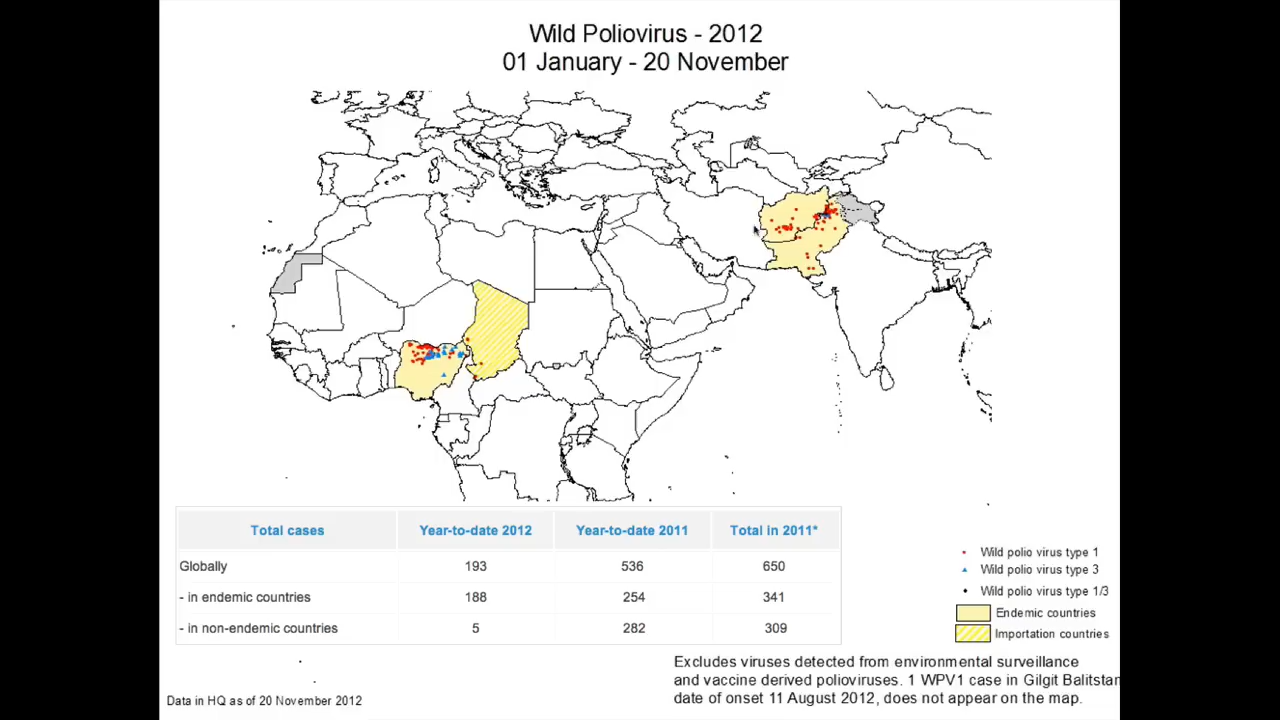 Wild Poliovirus - 2012
01 January - 20 November
Total cases Year-to-date 2012 Year-to-date 2011 Total in 2011*
Globally 193 536 650
- in endemic countries 188 254 341
- in non-endemic countries 5 282 309
Wild polio virus type 1
Wild polio virus type 3
Wild polio virus type 1/3
Endemic countries
Importation countries
Excludes viruses detected from environmental surveillance
and vaccine derived polioviruses. 1 WPV1 case in Gilgit Balitstan
date of onset 11 August 2012, does not appear on the map.
Data in HQ as of 20 November 2012